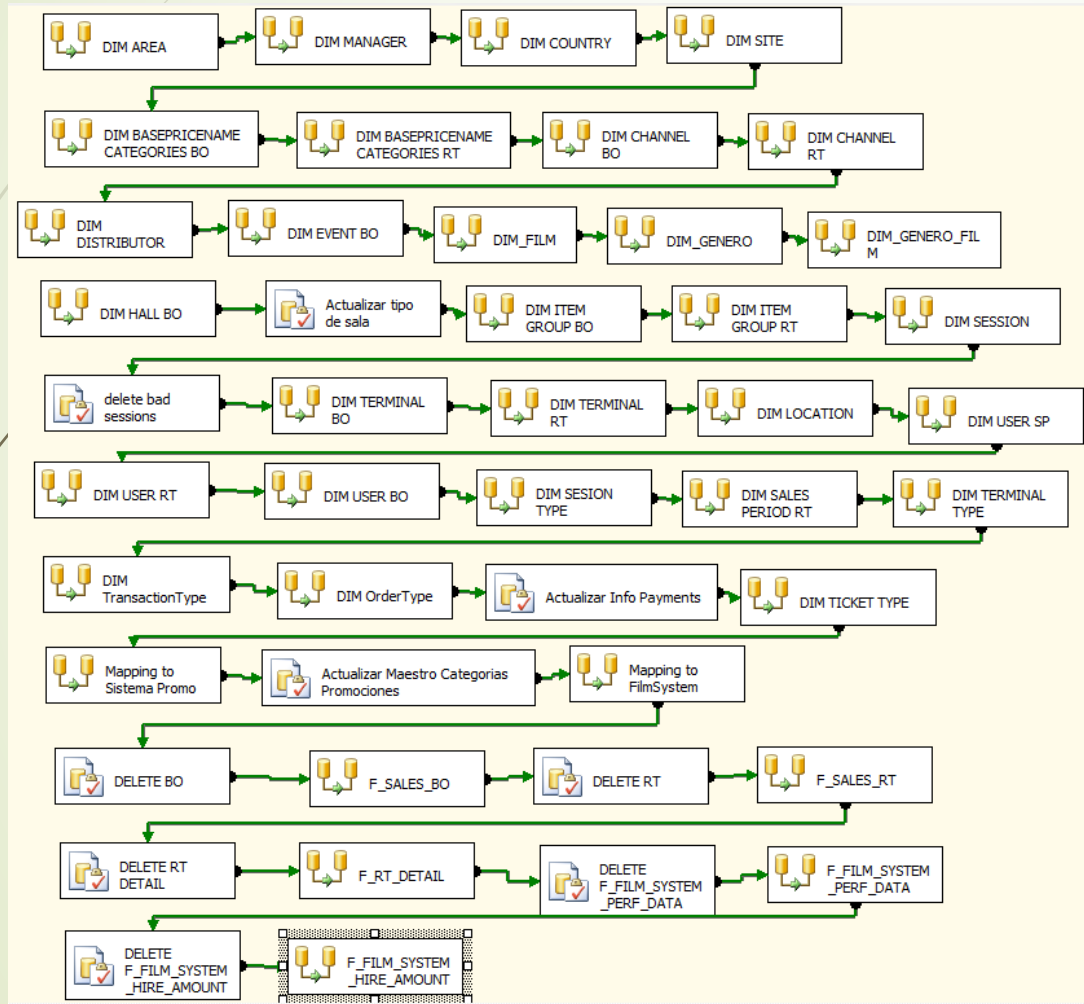 DIM AREA
DIM MANAGER
DIM COUNTRY
DIM SITE
DIM BASEPRICENAME
CATEGORIES BO
DIM BASEPRICENAME
CATEGORIES RT
DIM CHANNEL
BO
DIM CHANNEL
RT
DIM
DISTRIBUTOR
DIM EVENT BO
DIM_FILM
DIM_GENERO
DIM_GENERO_FIL
M
DIM HALL BO
Actualizar tipo
de sala
DIM ITEM
GROUP BO
DIM ITEM
GROUP RT
DIM SESSION
delete bad
sessions
DIM TERMINAL
BO
DIM TERMINAL
RT
DIM LOCATION
DIM USER SP
DIM USER RT
DIM USER BO
DIM SESION
TYPE
DIM SALES
PERIOD RT
DIM TERMINAL
TYPE
DIM
TransactionType
DIM OrderType
Actualizar Info Payments
DIM TICKET TYPE
Mapping to
Sistema Promo
Actualizar Maestro Categorias
Promociones
Mapping to
FilmSystem
DELETE BO
F_SALES_BO
DELETE RT
F_SALES_RT
DELETE RT
DETAIL
F_RT_DETAIL
DELETE
F_FILM_SYSTEM
_PERF_DATA
F_FILM_SYSTEM
_PERF_DATA
DELETE
F_FILM_SYSTEM
_HIRE_AMOUNT
F_FILM_SYSTEM
_HIRE_AMOUNT